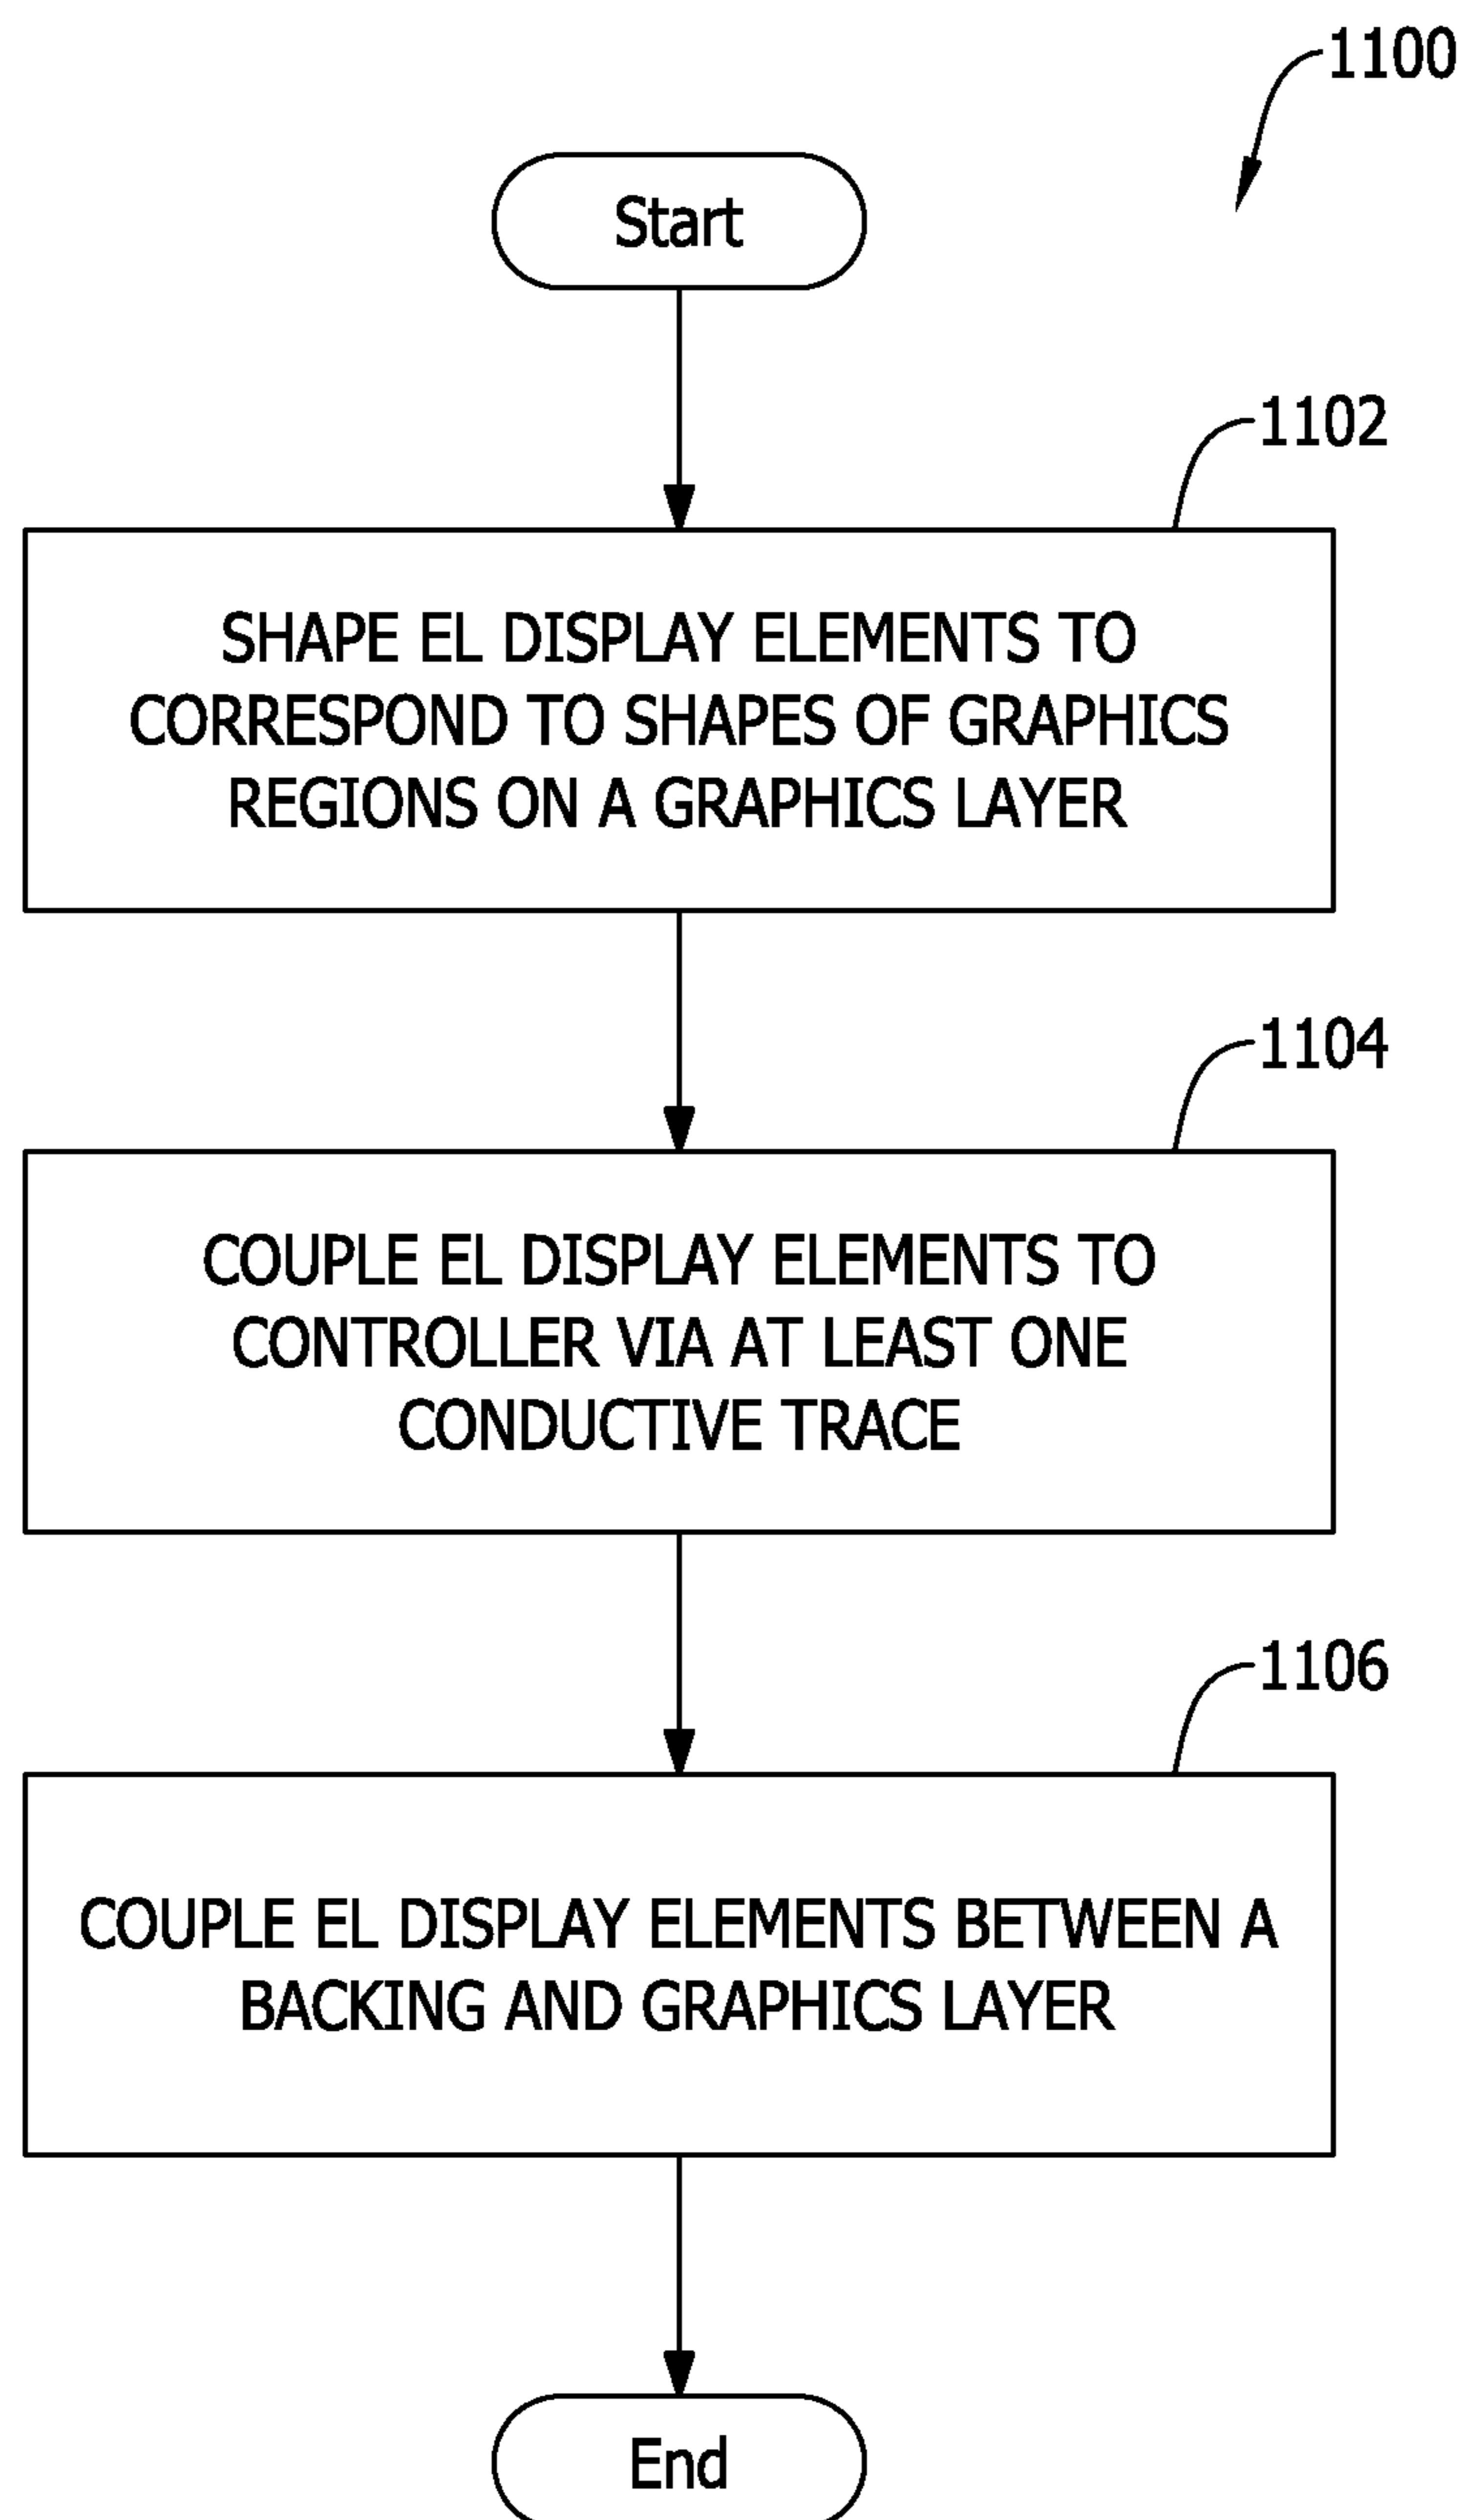 1100
Start
1102
SHAPE EL DISPLAY ELEMENTS TO
CORRESPOND TO SHAPES OF GRAPHICS
REGIONS ON A GRAPHICS LAYER
1104
COUPLE EL DISPLAY ELEMENTS TO
CONTROLLER VIA AT LEAST ONE
CONDUCTIVE TRACE
1106
COUPLE EL DISPLAY ELEMENTS BETWEEN A
BACKING AND GRAPHICS LAYER
End